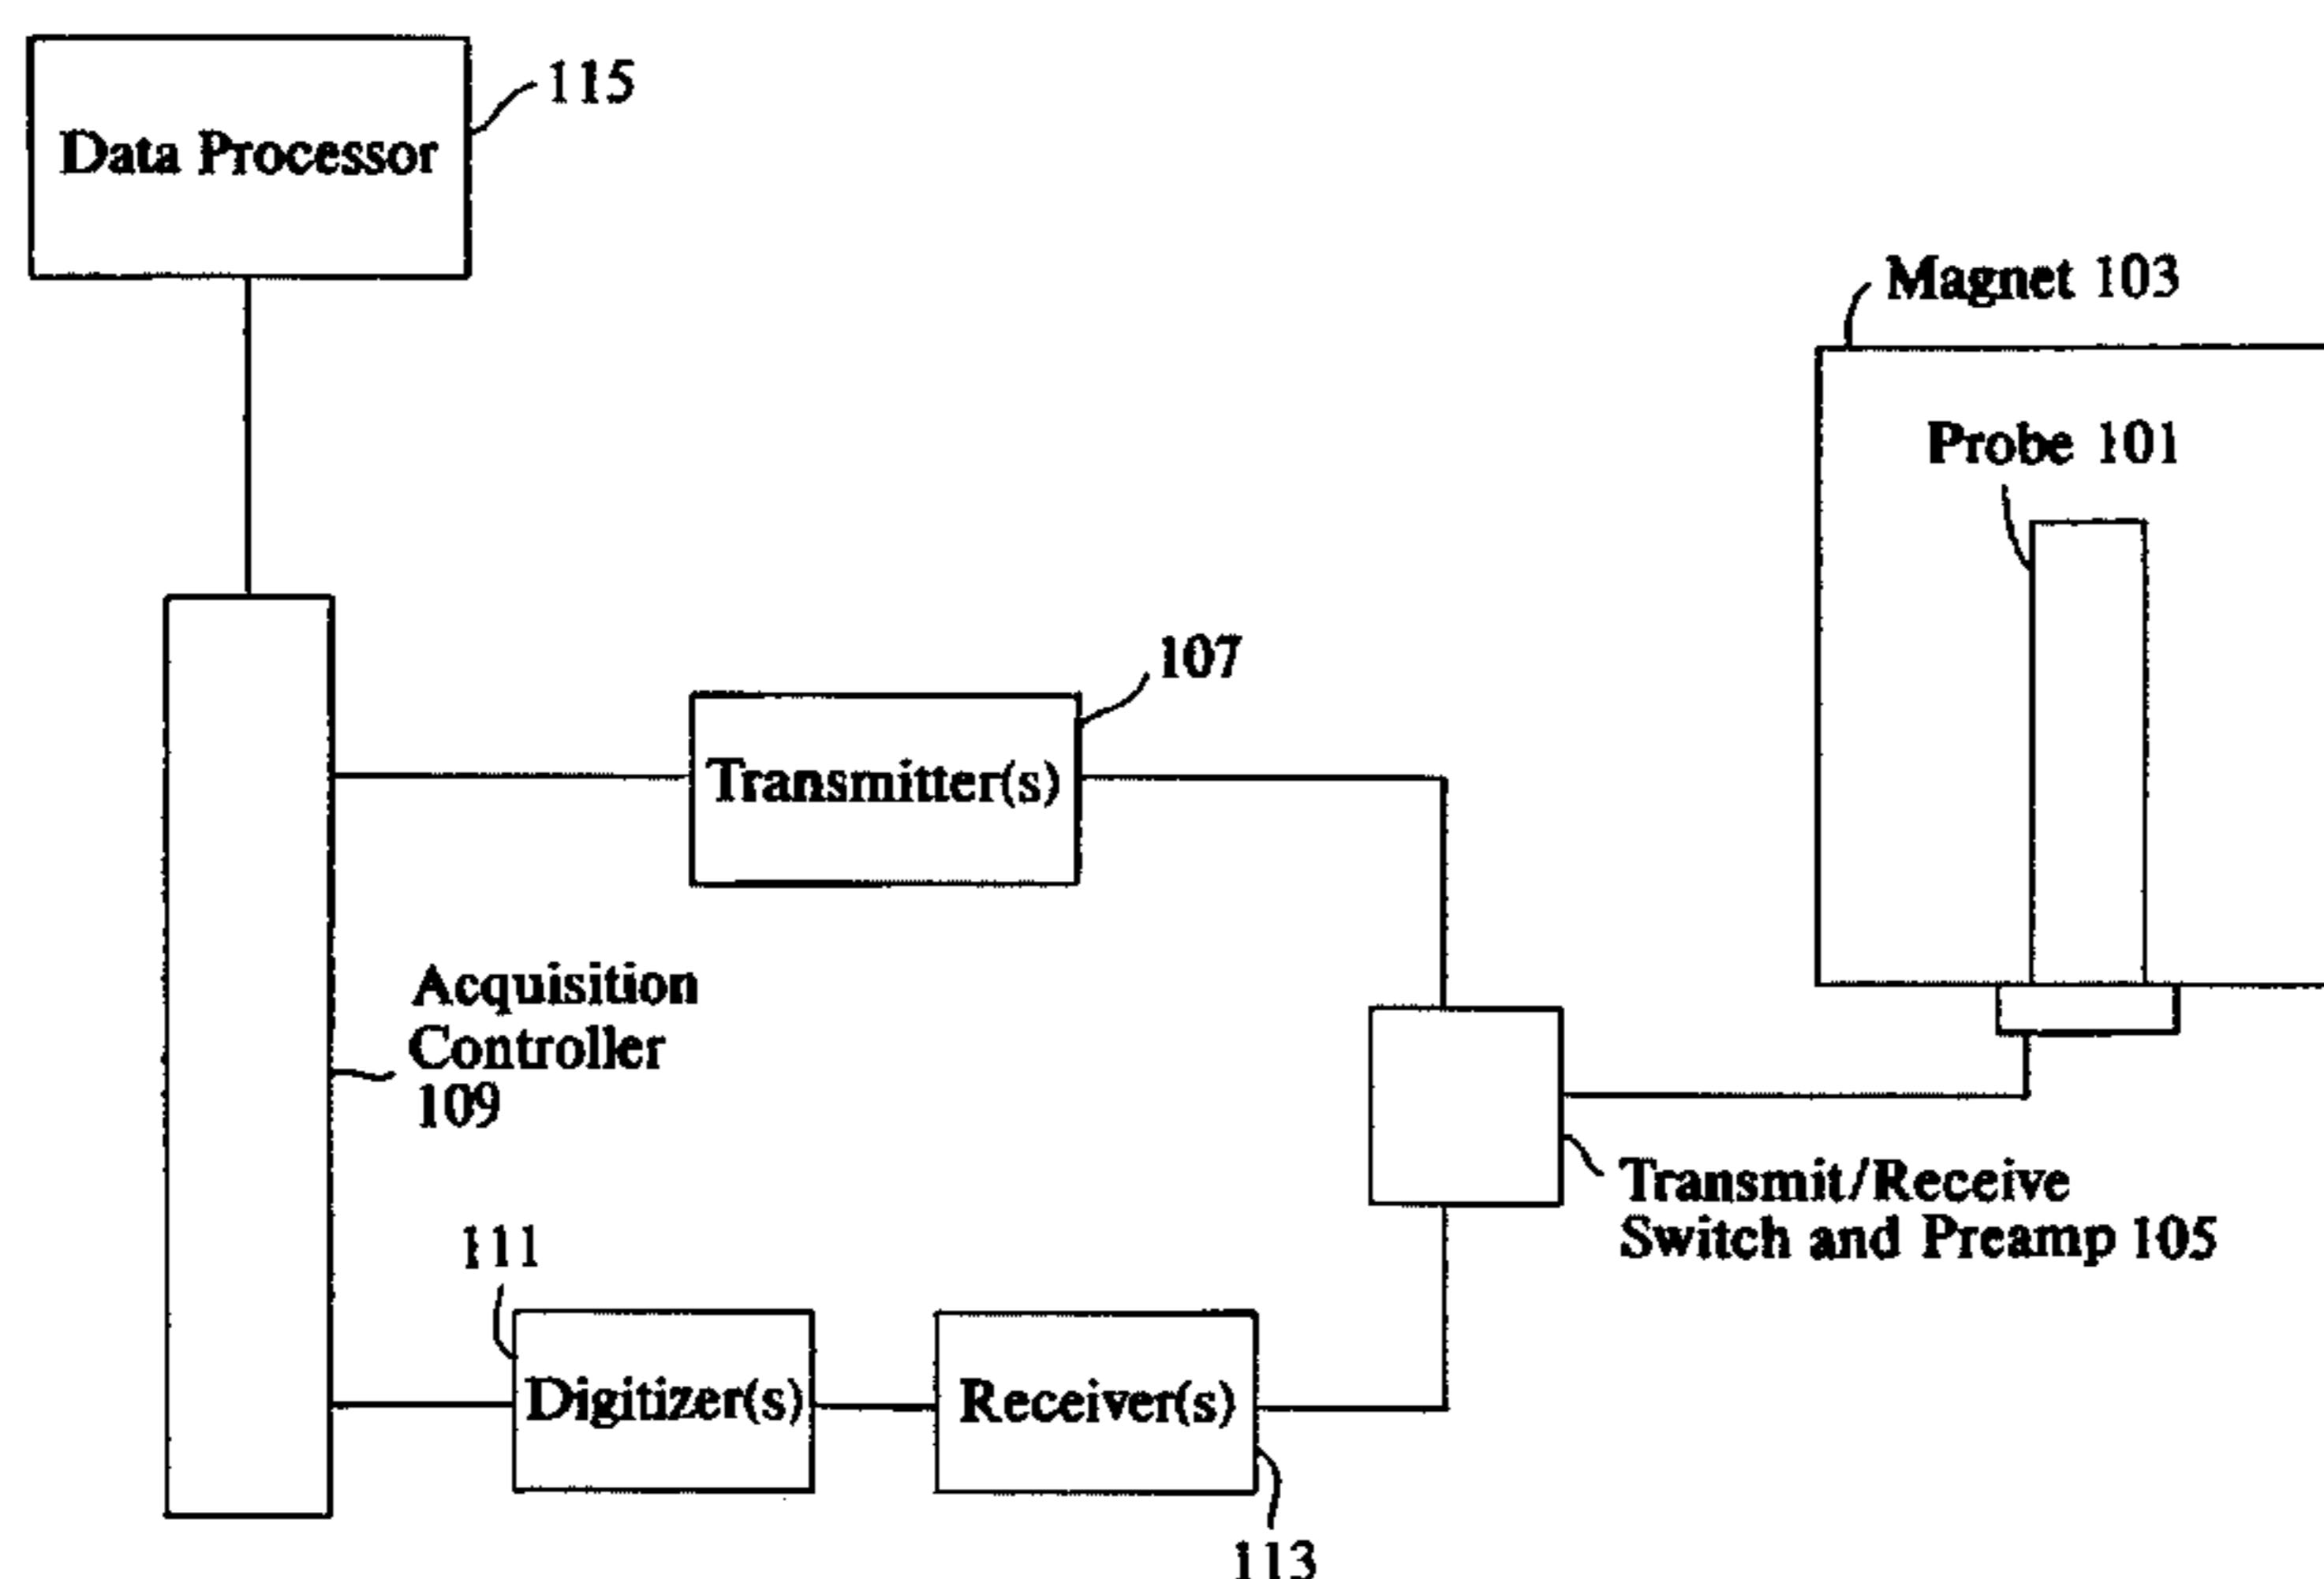 115
Data Processor
Magnet 103
Probe 101
107
Transmitter(s)
Acquisition
Controller
109
Transmit/Receive
Switch and Preamp 105
111
Digitizer(s)
Receiver(s)
113